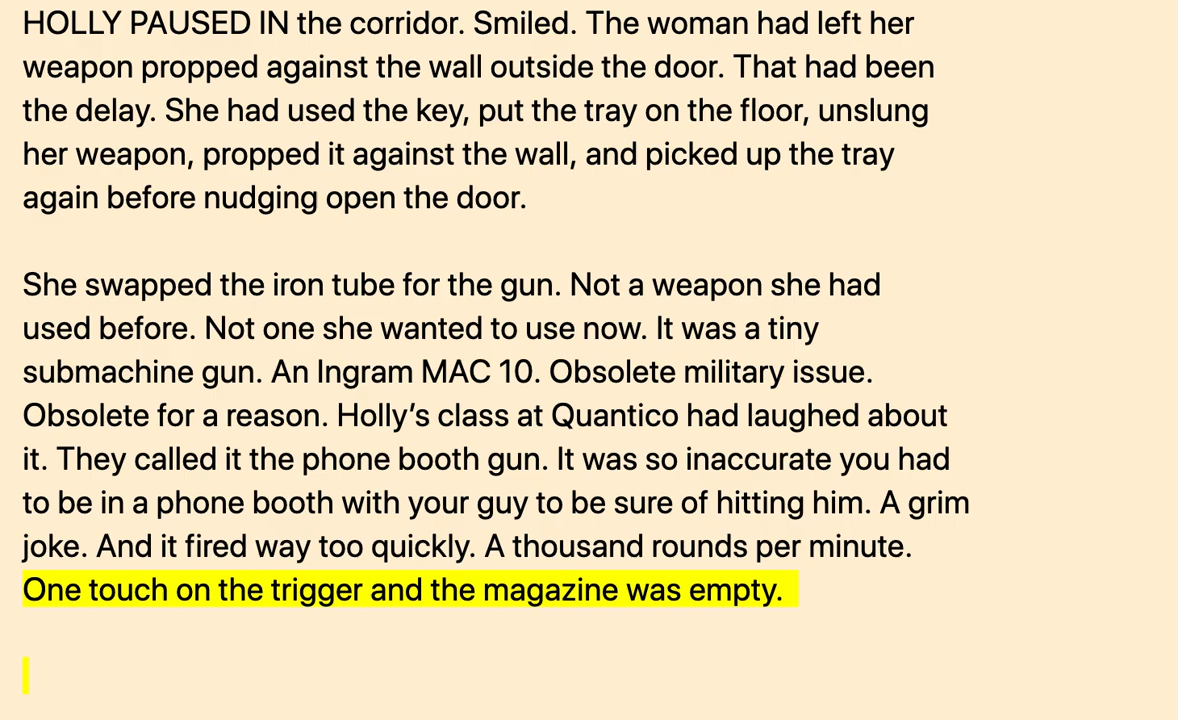 HOLLY PAUSED IN the corridor. Smiled. The woman had left her
weapon propped against the wall outside the door. That had been
the delay. She had used the key, put the tray on the floor, unslung
her weapon, propped it against the wall, and picked up the tray
again before nudging open the door.
She swapped the iron tube for the gun. Not a weapon she had
used before. Not one she wanted to use now. It was a tiny
submachine gun. An Ingram MAC 10. Obsolete military issue.
Obsolete for a reason. Holly’s class at Quantico had laughed about
it. They called it the phone booth gun. It was so inaccurate you had
to be in a phone booth with your guy to be sure of hitting him. A grim
joke. And it fired way too quickly. A thousand rounds per minute.
One touch on the trigger and the magazine was empty.